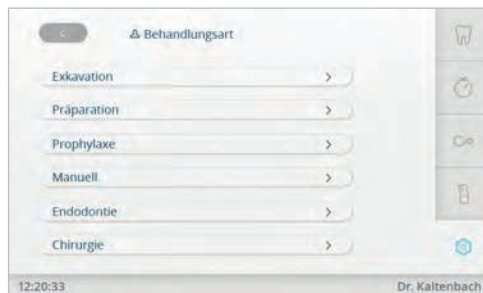 Behandlungsart
Exkavation
Präparation
Prophylaxe
Manuell
Endodontie
Chirurgie
12:20:33 Dr. Kaltenbach